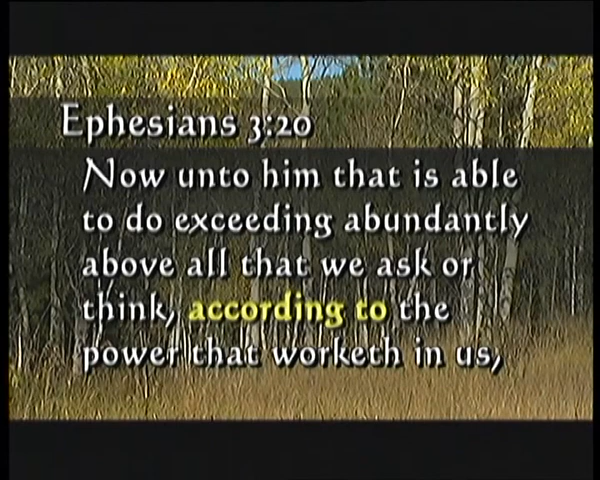 Ephesians 3:20
Now unto him that is able
to do exceeding abundantly
above all that we ask or
think, according to the
power that worketh in us,